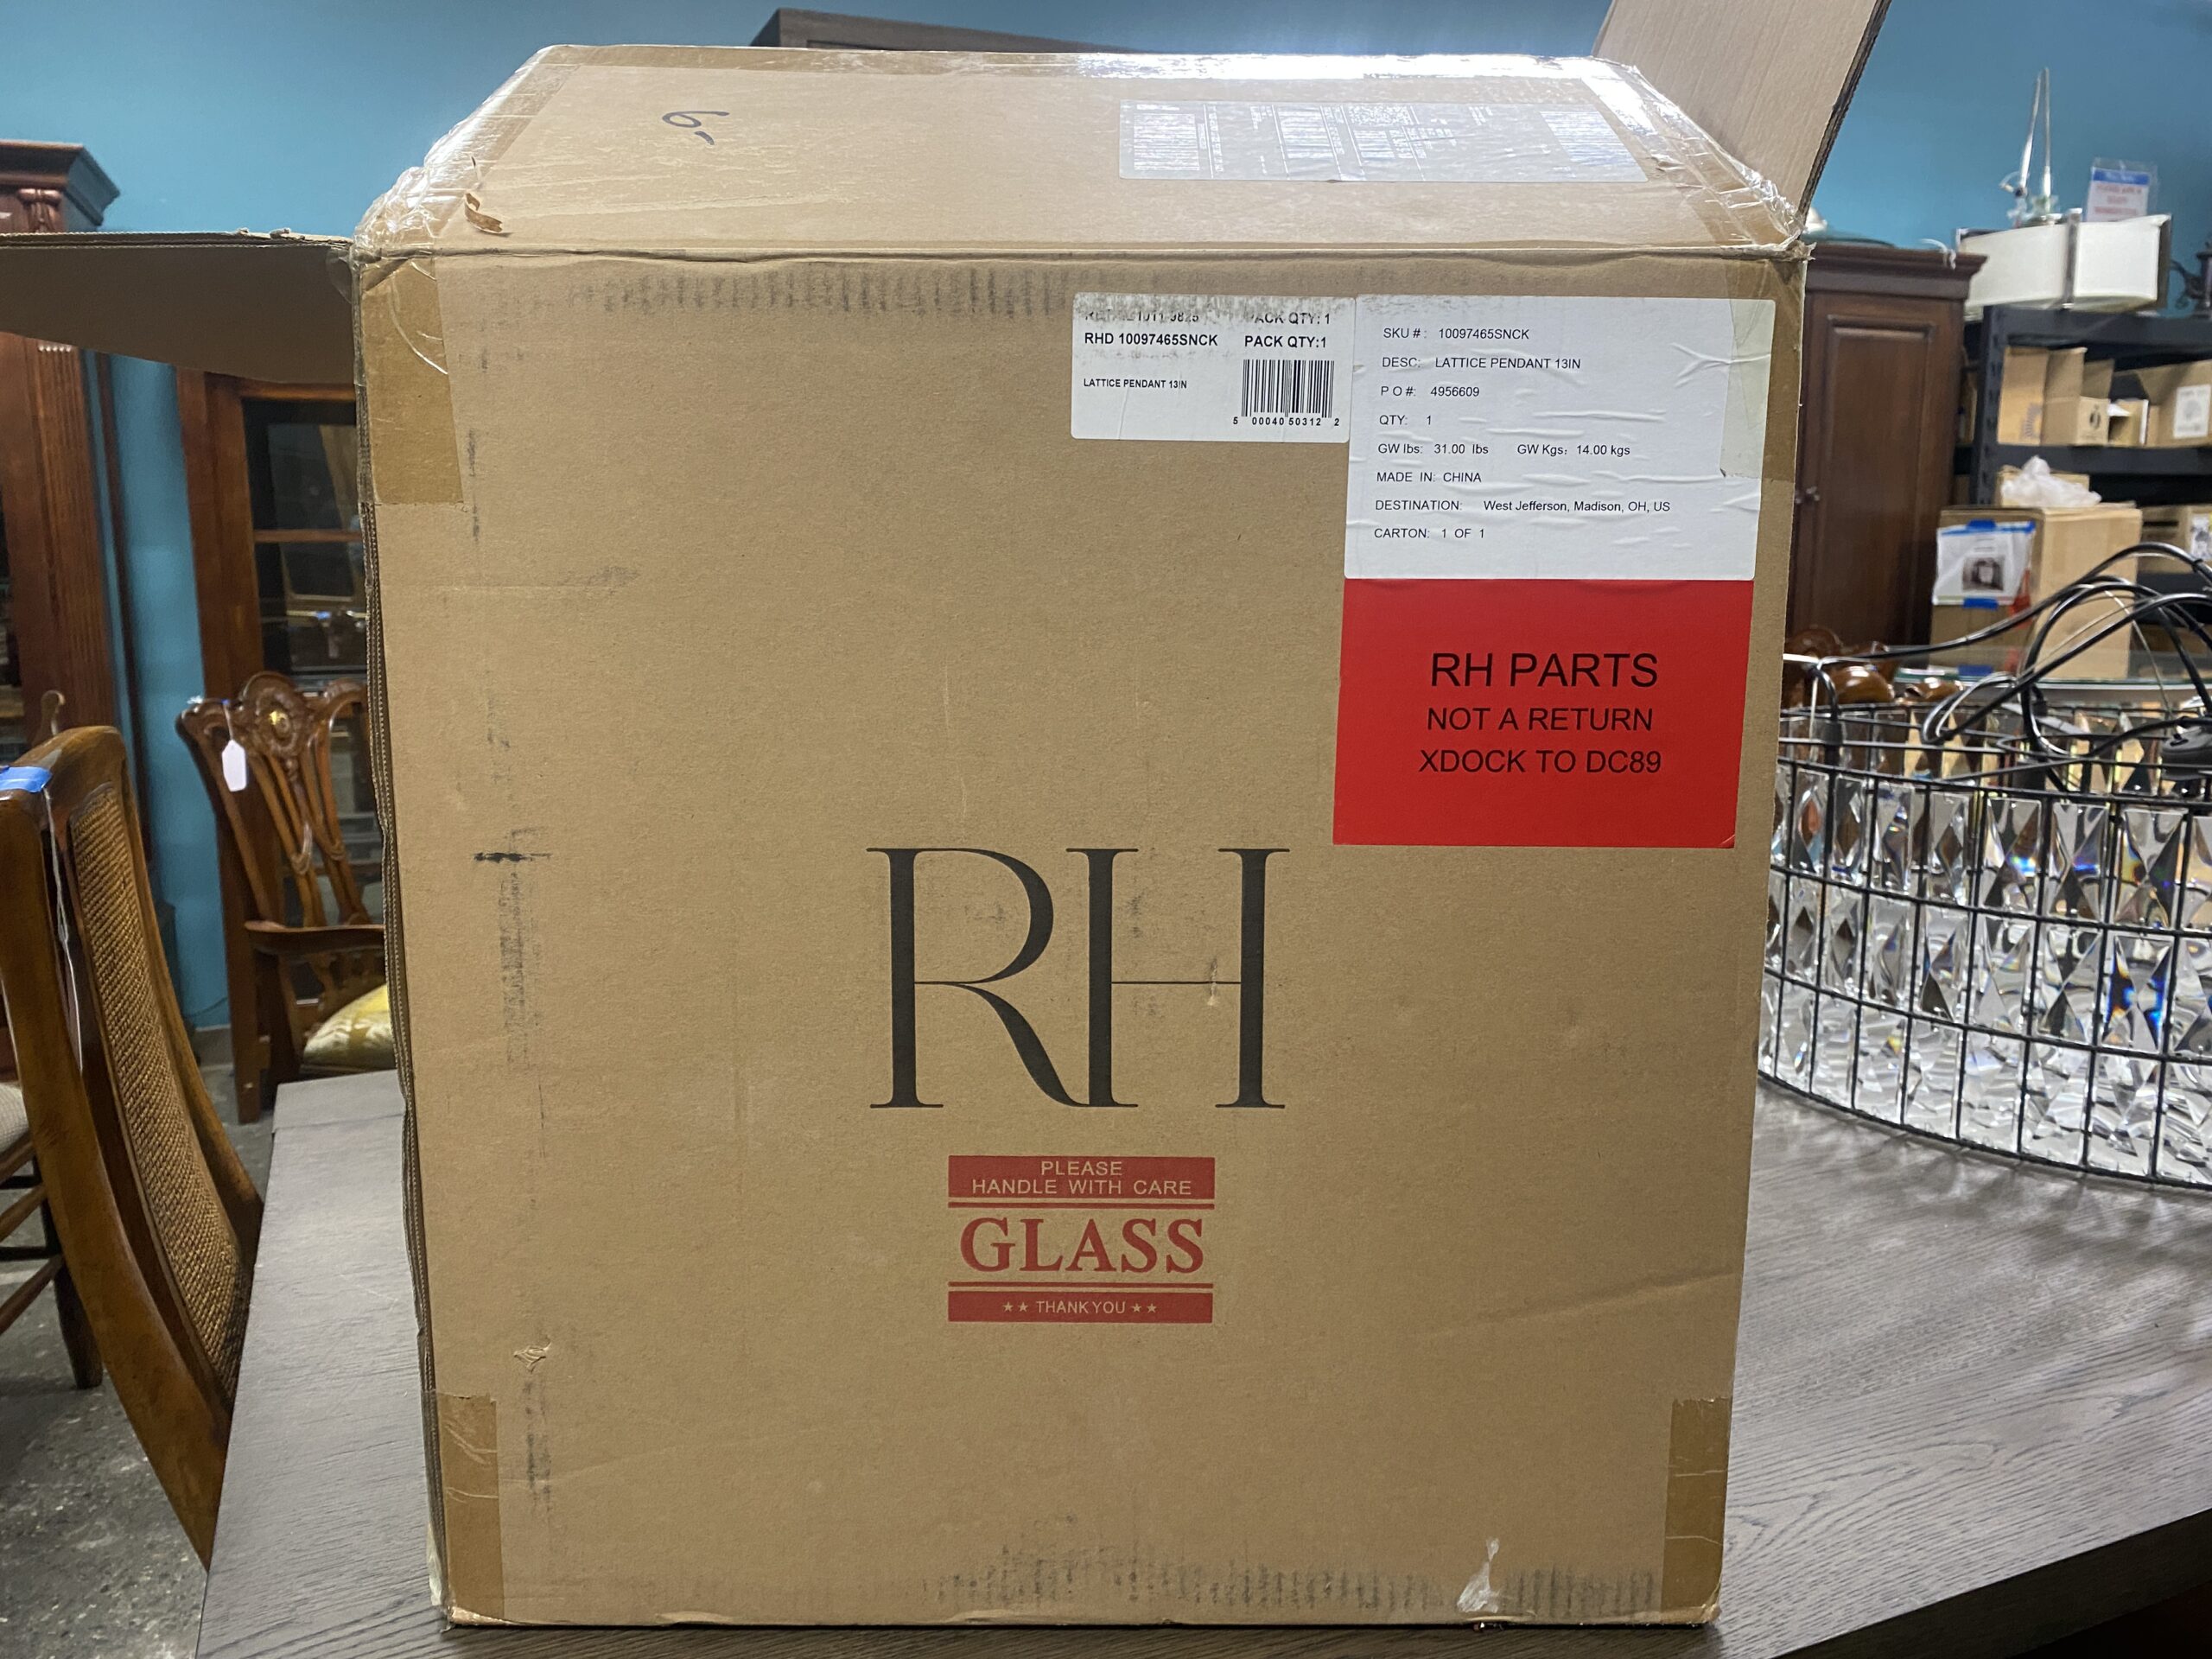 6-
PACK QTY: 1
RHD 10097465SNCK PACK QTY:1
LATTICE PENDANT 13IN
5 00040 50312 2
SKU #: 10097465SNCK
DESC: LATTICE PENDANT 13IN
P O #: 4956609
QTY: 1
GW lbs: 31.00 lbs GW Kgs: 14.00 kgs
MADE IN: CHINA
DESTINATION: West Jefferson, Madison, OH, US
CARTON: 1 OF 1
RH PARTS
NOT A RETURN
XDOCK TO DC89
RH
PLEASE
HANDLE WITH CARE
GLASS
★★ THANK YOU ★★